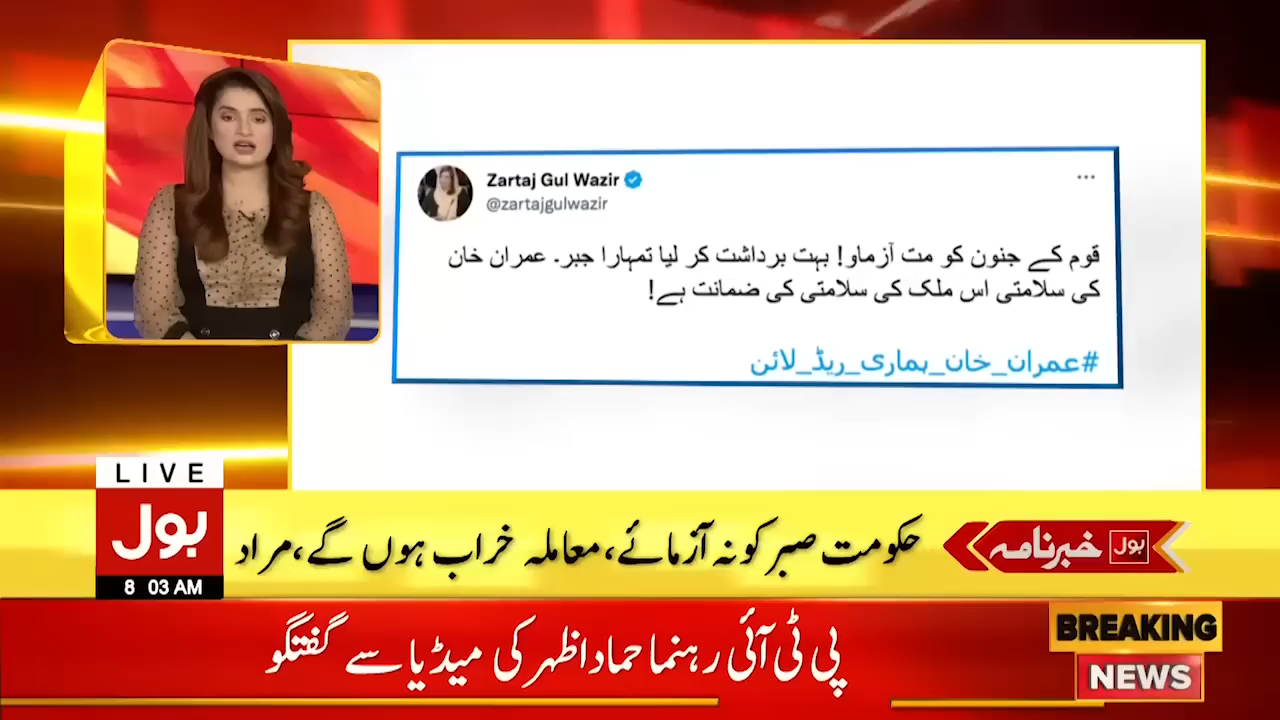 Zartaj Gul Wazir
@zartajgulwazir
قوم کے جنون کو مت آزماو! بہت برداشت کر لیا تمہارا جبر۔ عمران خان
کی سلامتی اس ملک کی سلامتی کی ضمانت ہے!
#عمران_خان_ہماری_ریڈ_لائن
LIVE
بول
8 03 AM
بول خبرنامہ
حکومت صبر کو نہ آزمائے، معاملہ خراب ہوں گے، مراد
پی ٹی آئی رہنما حماد اظہر کی میڈیا سے گفتگو
BREAKING
NEWS